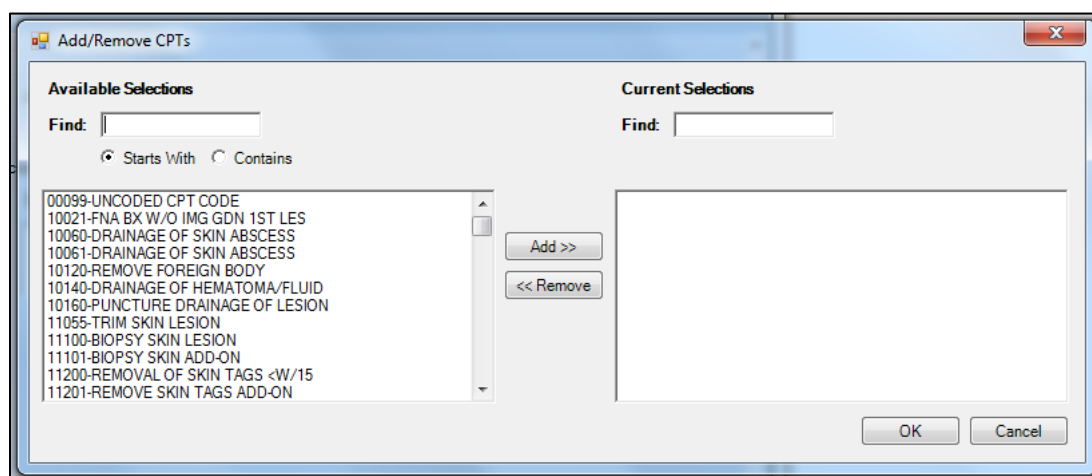 Add/Remove CPTs
x
Available Selections
Current Selections
Find:
Find:
Starts With
Contains
00099-UNCODED CPT CODE
10021-FNA BX W/O IMG GDN 1ST LES
10060-DRAINAGE OF SKIN ABSCESS
10061-DRAINAGE OF SKIN ABSCESS
10120-REMOVE FOREIGN BODY
10140-DRAINAGE OF HEMATOMA/FLUID
10160-PUNCTURE DRAINAGE OF LESION
11055-TRIM SKIN LESION
11100-BIOPSY SKIN LESION
11101-BIOPSY SKIN ADD-ON
11200-REMOVAL OF SKIN TAGS <W/15
11201-REMOVE SKIN TAGS ADD-ON
Add >>
<< Remove
OK
Cancel